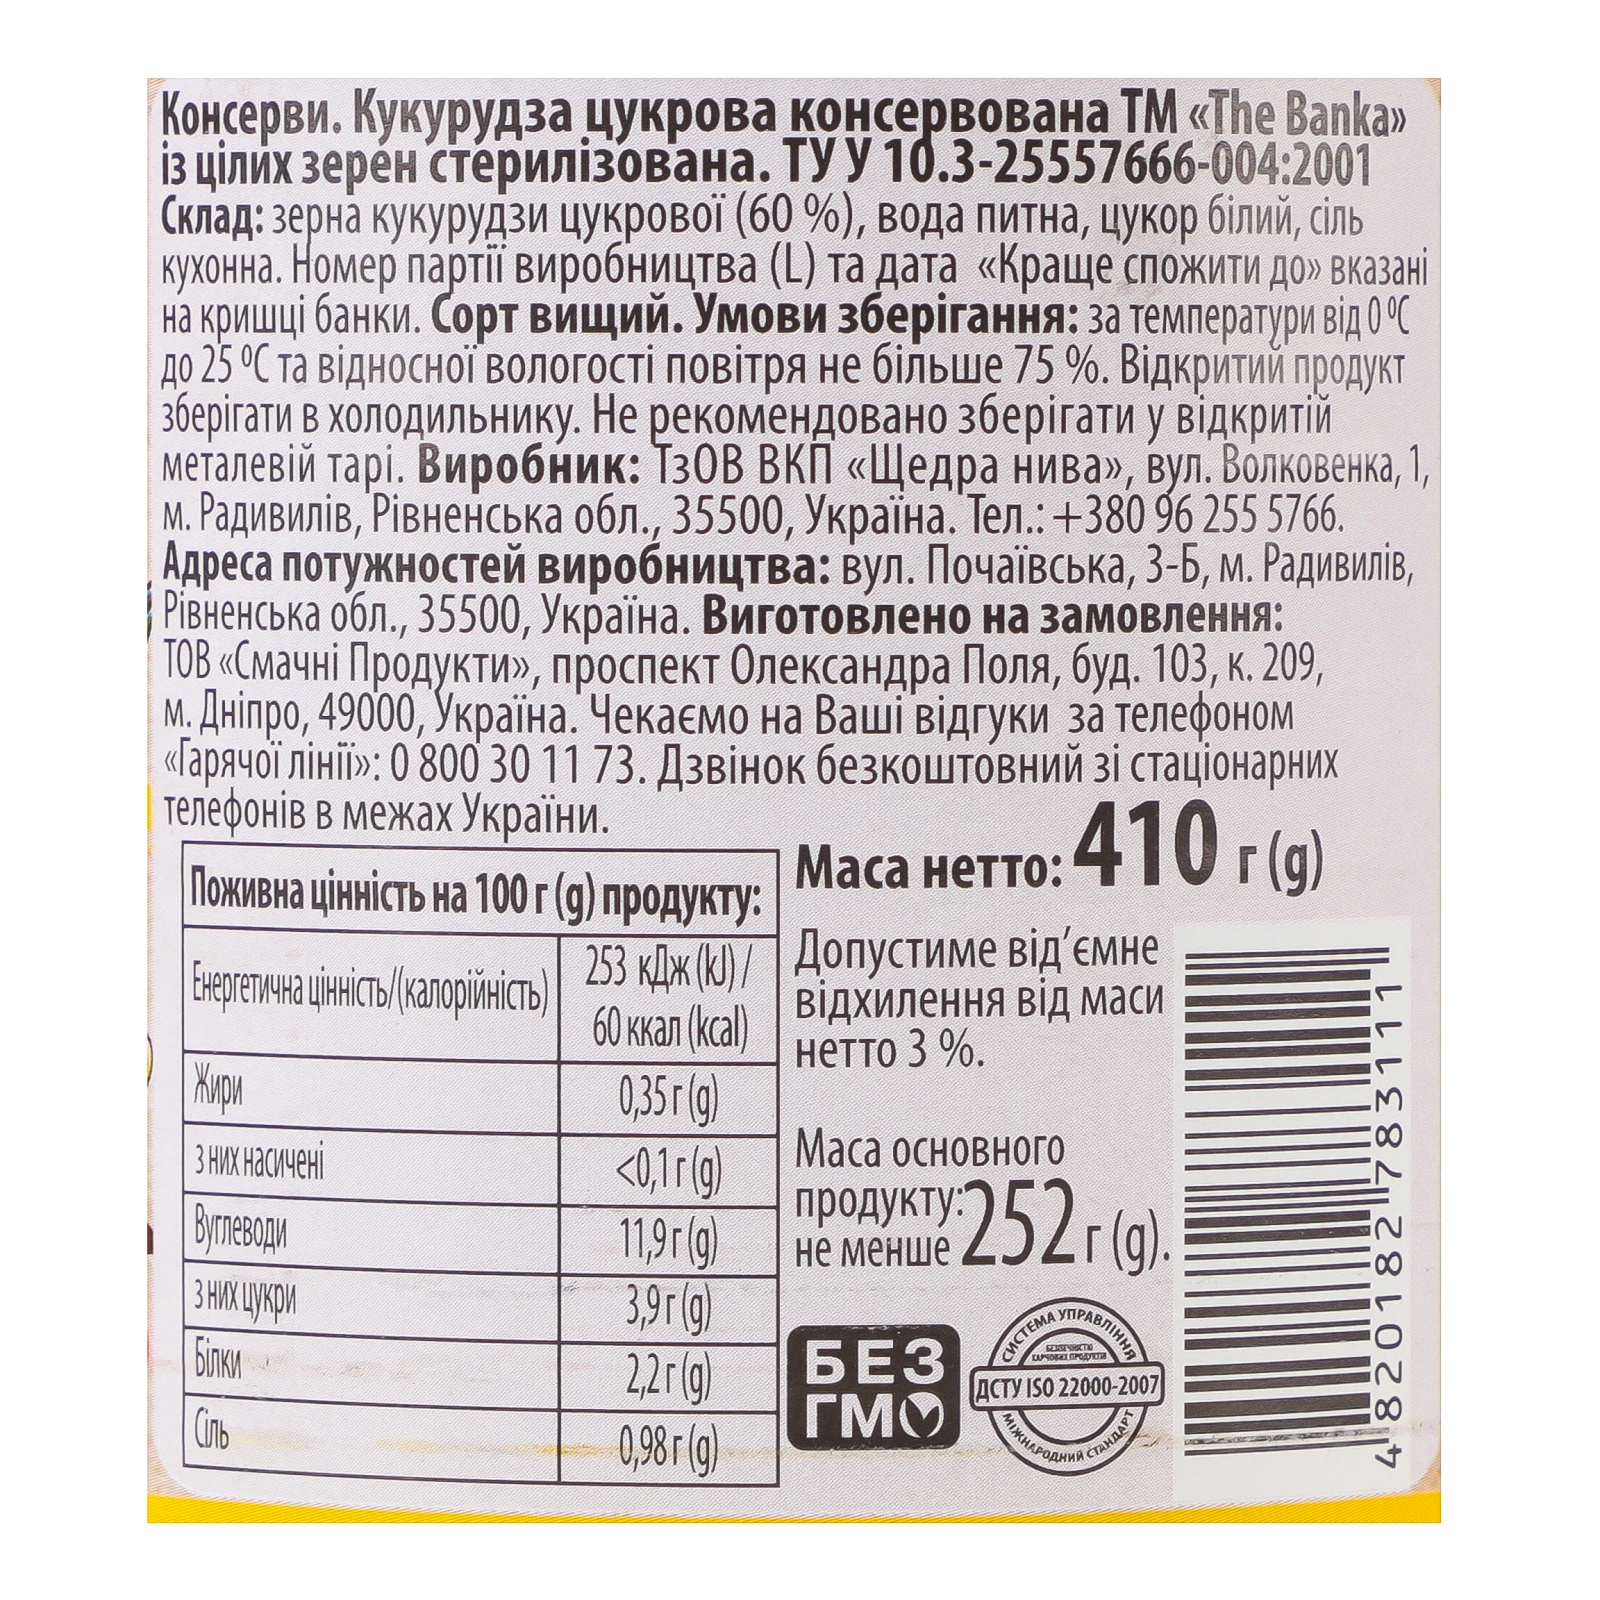 Консерви. Кукурудза цукрова консервована ТМ «The Banka»
із цілих зерен стерилізована. ТУ У 10.3-25557666-004:2001
Склад: зерна кукурудзи цукрової (60 %), вода питна, цукор білий, сіль
кухонна. Номер партії виробництва (L) та дата «Краще спожити до» вказані
на кришці банки. Сорт вищий. Умови зберігання: за температури від 0 ⁰С
до 25 ⁰С та відносної вологості повітря не більше 75 %. Відкритий продукт
зберігати в холодильнику. Не рекомендовано зберігати у відкритій
металевій тарі. Виробник: ТзОВ ВКП «Щедра нива», вул. Волковенка, 1,
м. Радивилів, Рівненська обл., 35500, Україна. Тел.: +380 96 255 5766.
Адреса потужностей виробництва: вул. Почаївська, 3-Б, м. Радивилів,
Рівненська обл., 35500, Україна. Виготовлено на замовлення:
ТОВ «Смачні Продукти», проспект Олександра Поля, буд. 103, к. 209,
м. Дніпро, 49000, Україна. Чекаємо на Ваші відгуки за телефоном
«Гарячої лінії»: 0 800 30 11 73. Дзвінок безкоштовний зі стаціонарних
телефонів в межах України.
Поживна цінність на 100 г (g) продукту:
Енергетична цінність/(калорійність) 253 кДж (kJ) /
60 ккал (kcal)
Жири 0,35 г (g)
з них насичені <0,1 г (g)
Вуглеводи 11,9 г (g)
з них цукри 3,9 г (g)
Білки 2,2 г (g)
Сіль 0,98 г (g)
Маса нетто: 410 г (g)
Допустиме від’ємне
відхилення від маси
нетто 3 %.
Маса основного
продукту:
не менше 252 г (g).
БЕЗ
ГМО
СИСТЕМА УПРАВЛІННЯ
БЕЗПЕЧНІСТЮ
ХАРЧОВИХ ПРОДУКТІВ
ДСТУ ISO 22000-2007
МІЖНАРОДНИЙ СТАНДАРТ
4820182783111